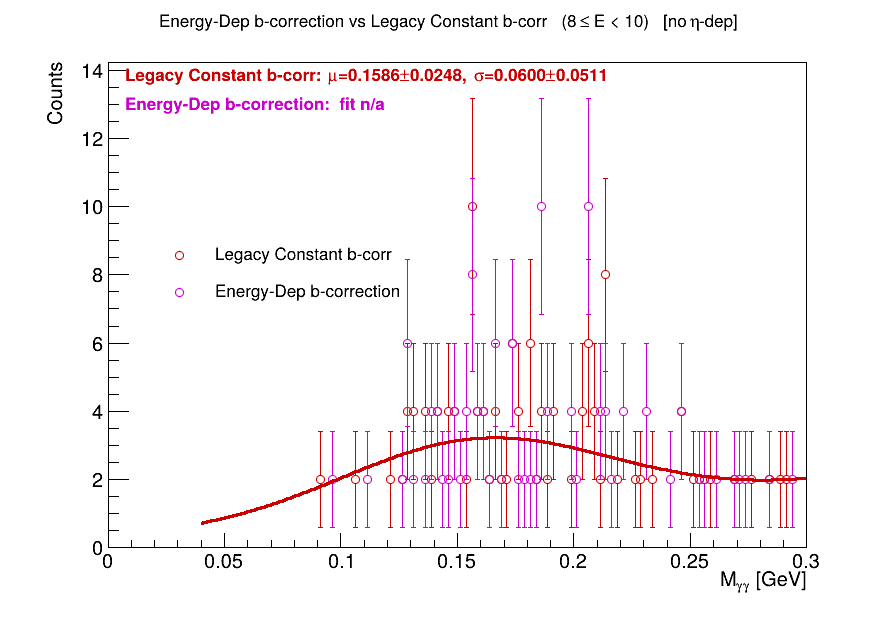 Energy-Dep b-correction vs Legacy Constant b-corr (8 ≤ E < 10) [no η-dep]
Counts
Legacy Constant b-corr: μ=0.1586±0.0248, σ=0.0600±0.0511
Energy-Dep b-correction: fit n/a
Legacy Constant b-corr
Energy-Dep b-correction
14
12
10
8
6
4
2
0
0 0.05 0.1 0.15 0.2 0.25 0.3
Mγγ [GeV]